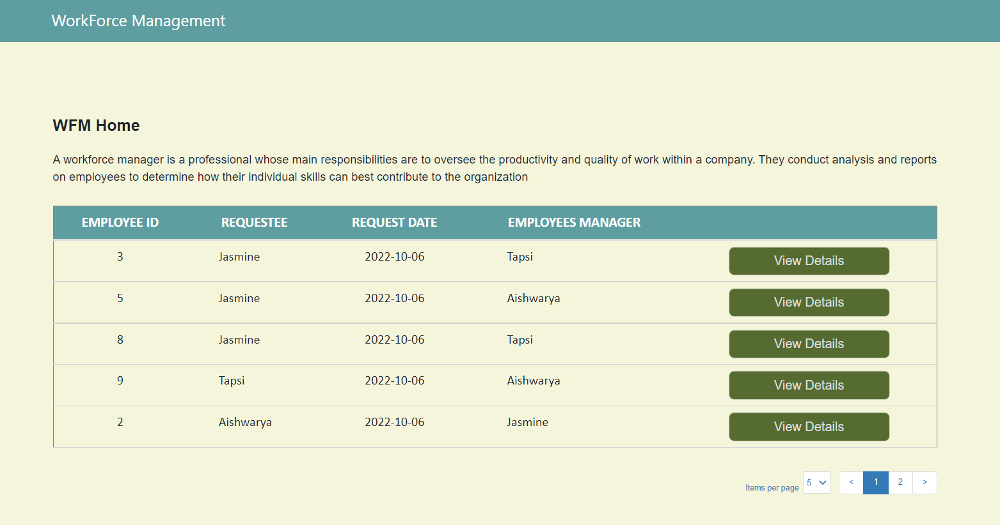 WorkForce Management
WFM Home
A workforce manager is a professional whose main responsibilities are to oversee the productivity and quality of work within a company. They conduct analysis and reports
on employees to determine how their individual skills can best contribute to the organization
EMPLOYEE ID REQUESTEE REQUEST DATE EMPLOYEES MANAGER
3 Jasmine 2022-10-06 Tapsi View Details
5 Jasmine 2022-10-06 Aishwarya View Details
8 Jasmine 2022-10-06 Tapsi View Details
9 Tapsi 2022-10-06 Aishwarya View Details
2 Aishwarya 2022-10-06 Jasmine View Details
Items per page 5 < 1 2 >